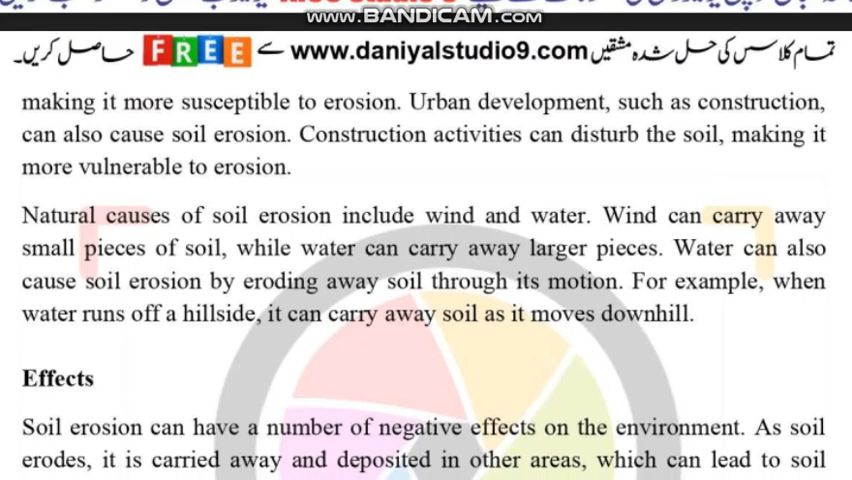 www.BANDICAM.com
تمام کلاسس کی حل شدہ مشقیں www.daniyalstudio9.com سے FREE حاصل کریں۔
making it more susceptible to erosion. Urban development, such as construction,
can also cause soil erosion. Construction activities can disturb the soil, making it
more vulnerable to erosion.
Natural causes of soil erosion include wind and water. Wind can carry away
small pieces of soil, while water can carry away larger pieces. Water can also
cause soil erosion by eroding away soil through its motion. For example, when
water runs off a hillside, it can carry away soil as it moves downhill.
Effects
Soil erosion can have a number of negative effects on the environment. As soil
erodes, it is carried away and deposited in other areas, which can lead to soil